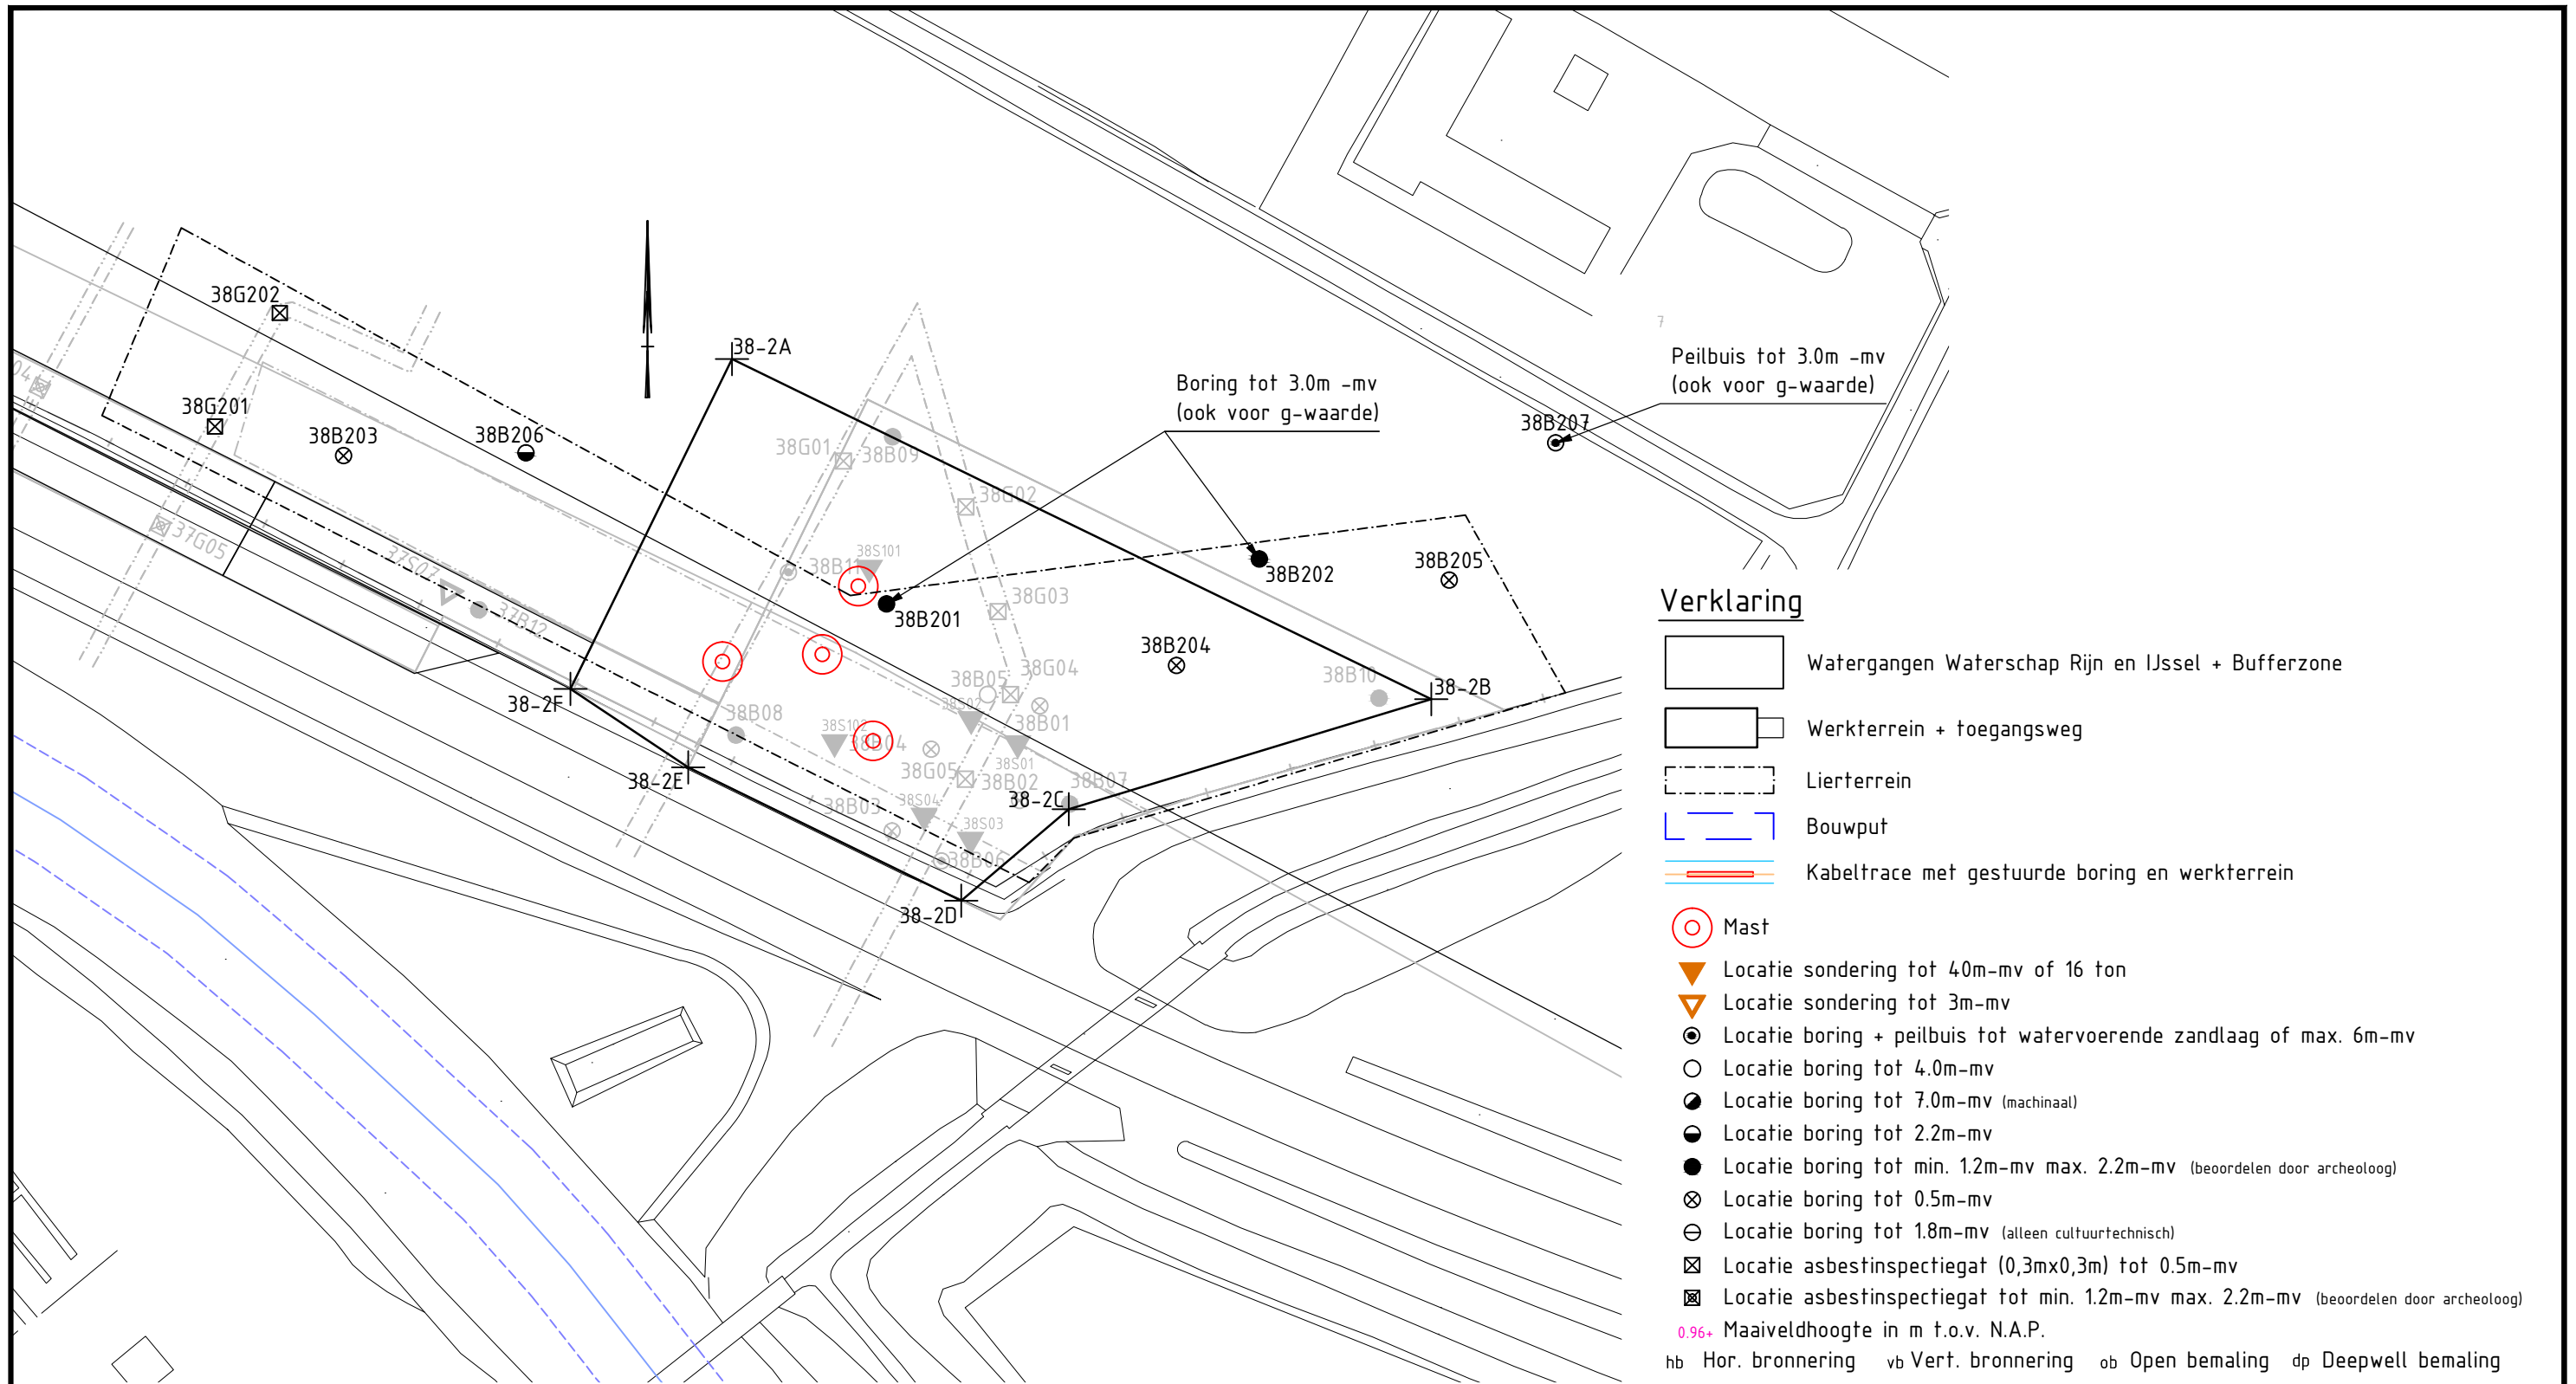 38G202
38-2A
7
Peilbuis tot 3.0m -mv
(ook voor g-waarde)
Boring tot 3.0m -mv
(ook voor g-waarde)
04
38G201
38B203
38B206
38B207
38G01
38B09
37G05
38G02
37S07
38B11
38S101
38B202
38B205
37B12
38B201
38G03
38B204
38G04
38B05
38B10
38-2B
38-2F
38S02
38B08
38S102
38B04
38B01
38S01
38G05
38B02
38B07
38-2E
38-2C
38B03
38S04
38S03
38B06
38-2D
Verklaring
Watergangen Waterschap Rijn en IJssel + Bufferzone
Werkterrein + toegangsweg
Lierterrein
Bouwput
Kabeltrace met gestuurde boring en werkterrein
Mast
Locatie sondering tot 40m-mv of 16 ton
Locatie sondering tot 3m-mv
Locatie boring + peilbuis tot watervoerende zandlaag of max. 6m-mv
Locatie boring tot 4.0m-mv
Locatie boring tot 7.0m-mv (machinaal)
Locatie boring tot 2.2m-mv
Locatie boring tot min. 1.2m-mv max. 2.2m-mv (beoordelen door archeoloog)
Locatie boring tot 0.5m-mv
Locatie boring tot 1.8m-mv (alleen cultuurtechnisch)
Locatie asbestinspectiegat (0,3mx0,3m) tot 0.5m-mv
Locatie asbestinspectiegat tot min. 1.2m-mv max. 2.2m-mv (beoordelen door archeoloog)
0.96+ Maaiveldhoogte in m t.o.v. N.A.P.
hb Hor. bronnering vb Vert. bronnering ob Open bemaling dp Deepwell bemaling